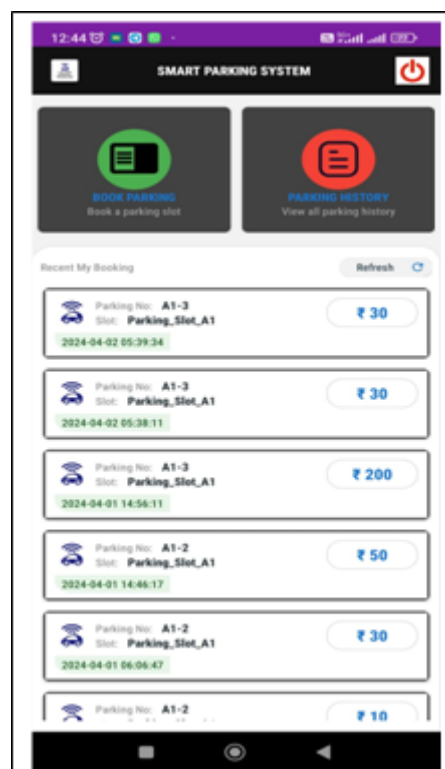 12:44
SMART PARKING SYSTEM
BOOK PARKING
Book a parking slot
PARKING HISTORY
View all parking history
Recent My Booking
Refresh
Parking No: A1-3
Slot: Parking_Slot_A1
₹ 30
2024-04-02 05:39:34
Parking No: A1-3
Slot: Parking_Slot_A1
₹ 30
2024-04-02 05:38:11
Parking No: A1-3
Slot: Parking_Slot_A1
₹ 200
2024-04-01 14:56:11
Parking No: A1-2
Slot: Parking_Slot_A1
₹ 50
2024-04-01 14:46:17
Parking No: A1-2
Slot: Parking_Slot_A1
₹ 30
2024-04-01 06:06:47
Parking No: A1-2
₹ 10